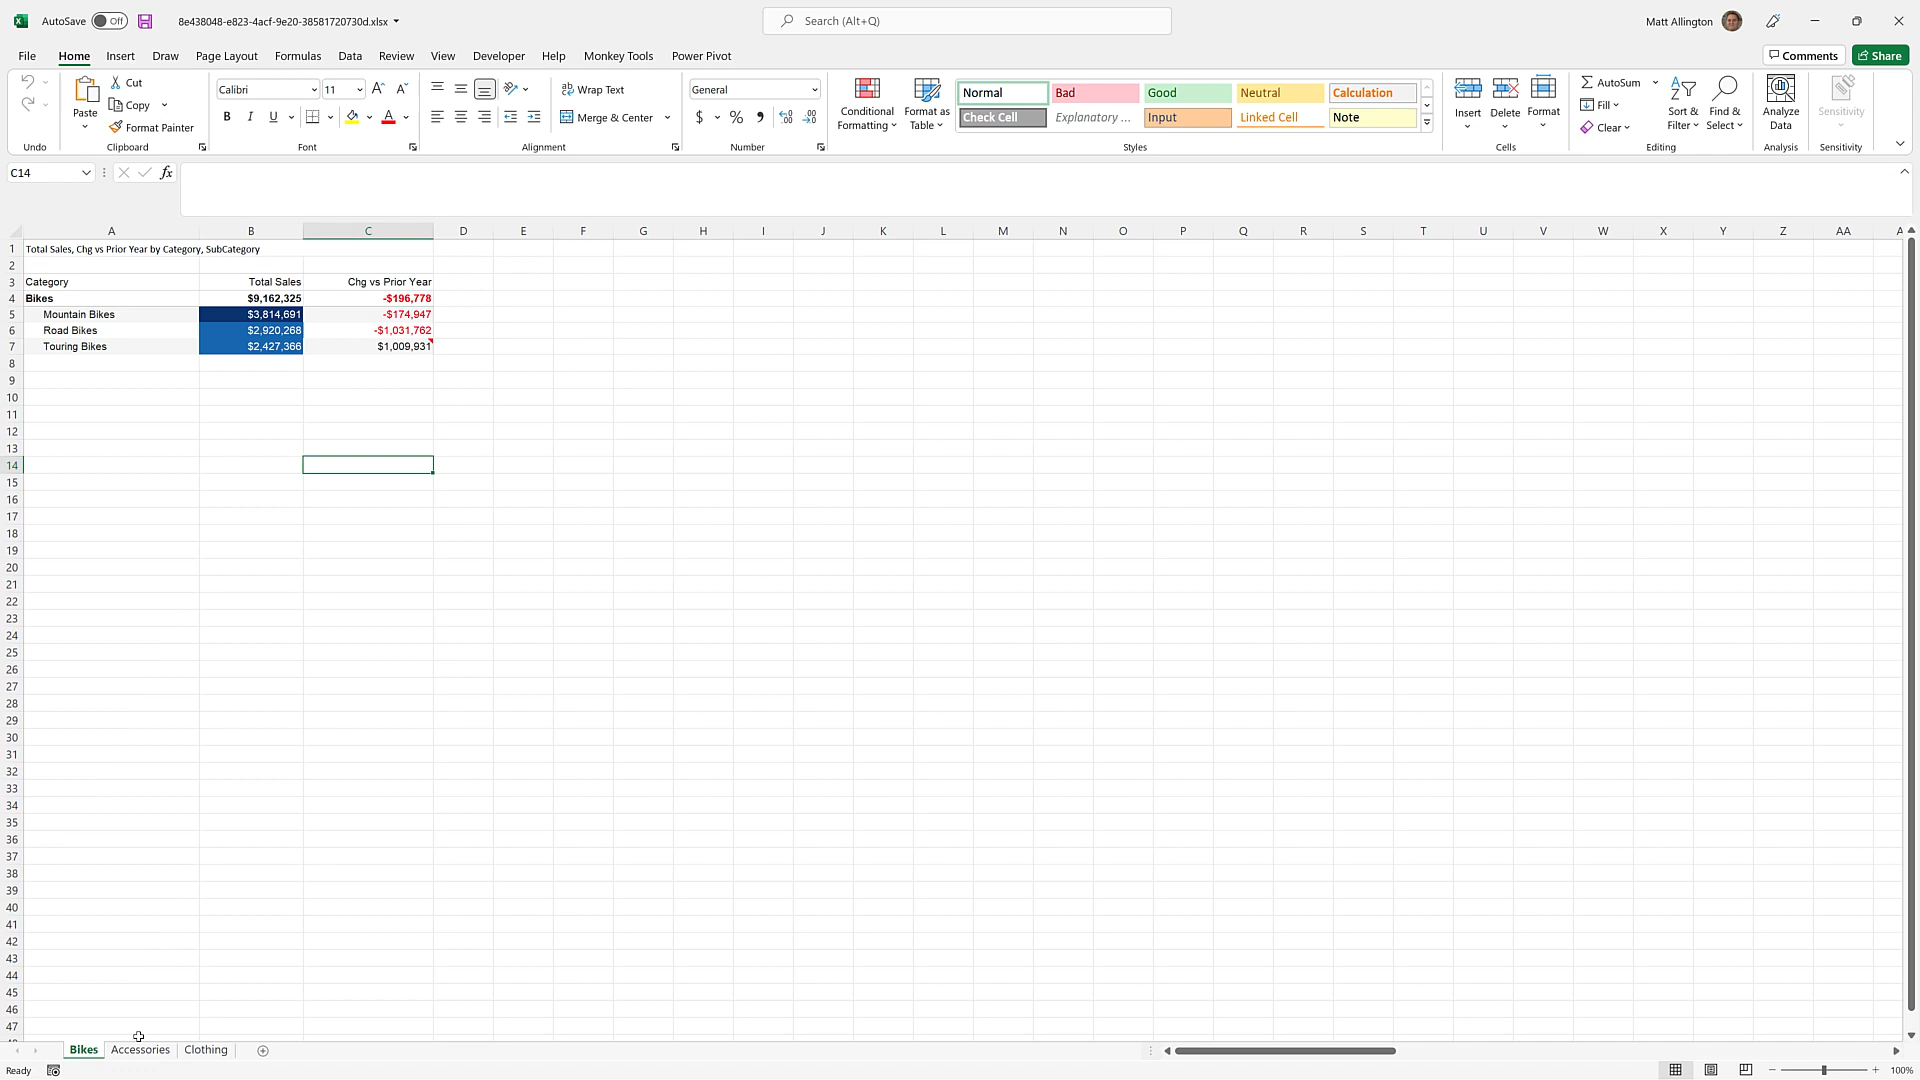 AutoSave Off 8e438048-e823-4acf-9e20-38581720730d.xlsx Search (Alt+Q) Matt Allington
File Home Insert Draw Page Layout Formulas Data Review View Developer Help Monkey Tools Power Pivot Comments Share
Cut Calibri 11 A A Wrap Text General Normal Bad Good Neutral Calculation AutoSum
Paste Copy Conditional Formatting Format as Table Insert Delete Format Fill Sort & Filter Find & Select Analyze Data Sensitivity
Format Painter B I U A Merge & Center $ % Check Cell Explanatory ... Input Linked Cell Note Clear
Undo Clipboard Font Alignment Number Styles Cells Editing Analysis Sensitivity
C14 fx
A B C D E F G H I J K L M N O P Q R S T U V W X Y Z AA A
1 Total Sales, Chg vs Prior Year by Category, SubCategory
2
3 Category Total Sales Chg vs Prior Year
4 Bikes $9,162,325 -$196,778
5 Mountain Bikes $3,814,691 -$174,947
6 Road Bikes $2,920,268 -$1,031,762
7 Touring Bikes $2,427,366 $1,009,931
8
9
10
11
12
13
14
15
16
17
18
19
20
21
22
23
24
25
26
27
28
29
30
31
32
33
34
35
36
37
38
39
40
41
42
43
44
45
46
47
Bikes Accessories Clothing
Ready 100%